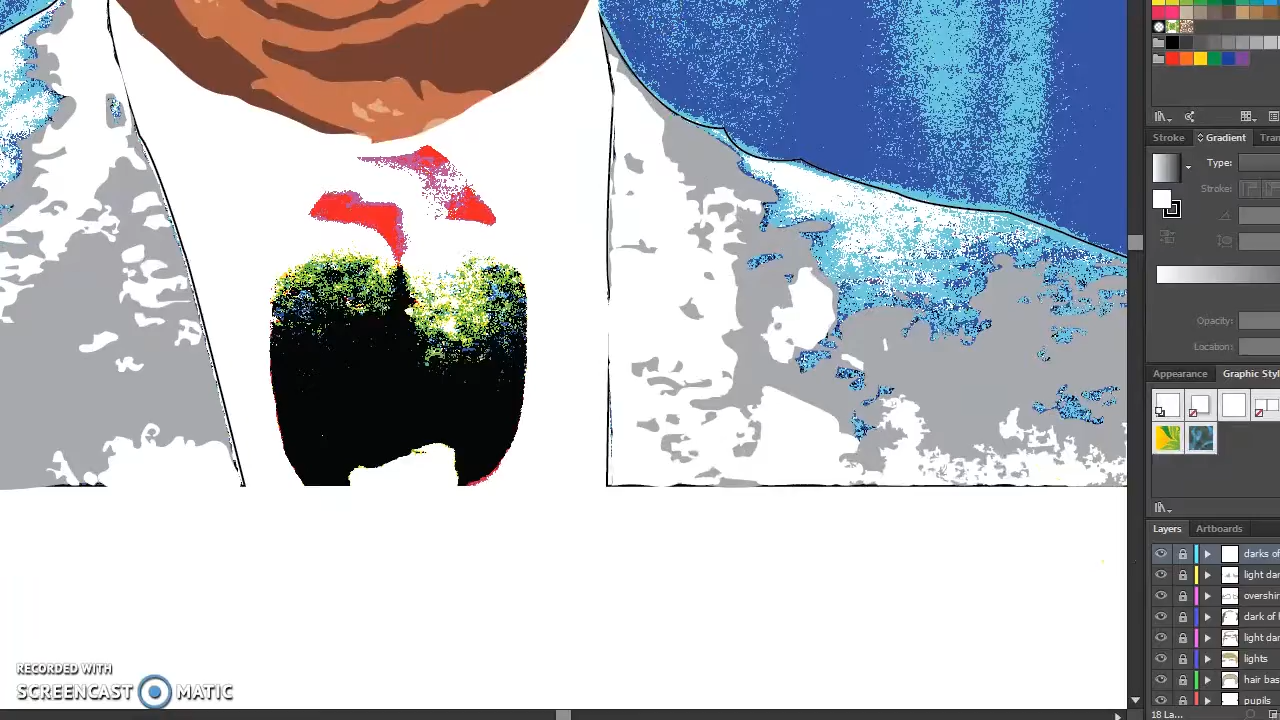 Stroke Gradient Tran
Type:
Stroke:
Opacity:
Location:
Appearance Graphic Styl
Layers Artboards
darks of
light dar
overshir
dark of l
light dar
lights
hair bas
pupils
18 La...
RECORDED WITH
SCREENCAST MATIC